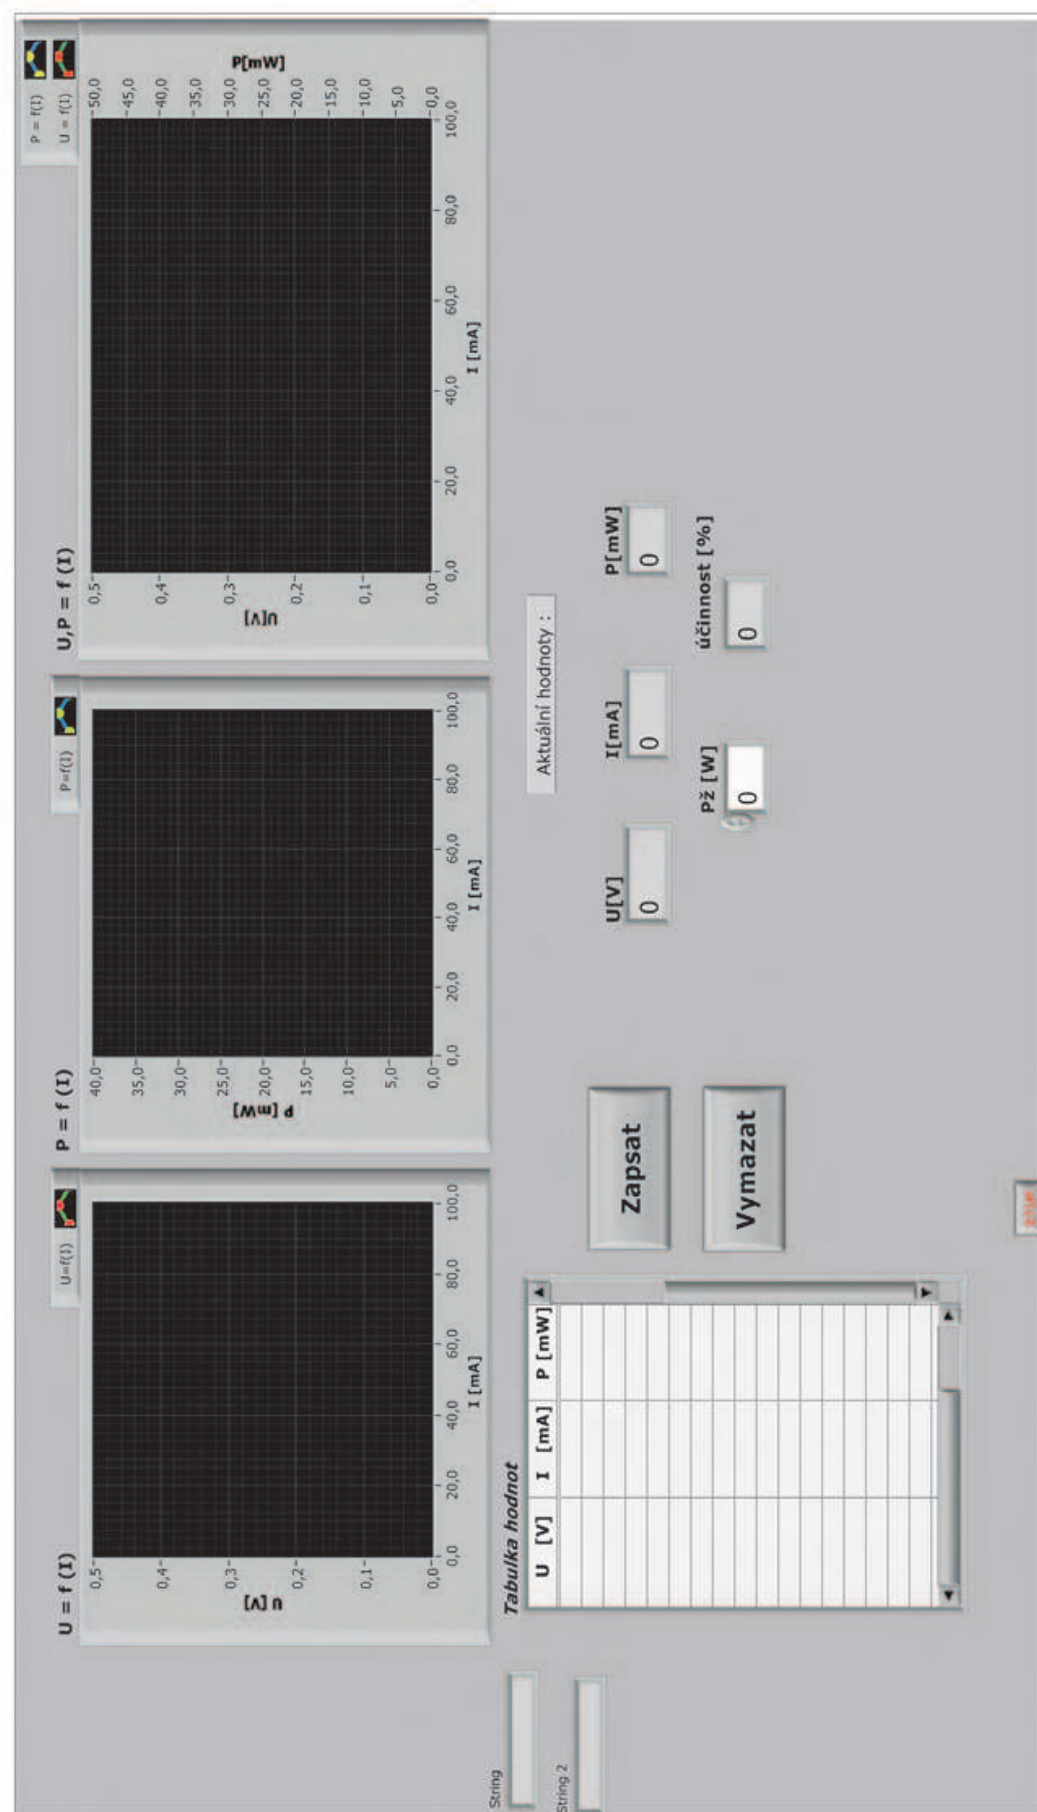 U = f (I)
U=f(I)
U [V]
0,5
0,4
0,3
0,2
0,1
0,0
0,0 20,0 40,0 60,0 80,0 100,0
I [mA]
P = f (I)
P=f(I)
P [mW]
40,0
35,0
30,0
25,0
20,0
15,0
10,0
5,0
0,0
0,0 20,0 40,0 60,0 80,0 100,0
I [mA]
U,P = f (I)
P = f(I)
U = f(I)
U[V]
0,5
0,4
0,3
0,2
0,1
0,0
P[mW]
50,0
45,0
40,0
35,0
30,0
25,0
20,0
15,0
10,0
5,0
0,0
0,0 20,0 40,0 60,0 80,0 100,0
I [mA]
String
String 2
Tabulka hodnot
U [V] I [mA] P [mW]
Zapsat
Vymazat
Aktuální hodnoty :
U[V] I[mA] P[mW]
0 0 0
Pž [W] účinnost [%]
0 0